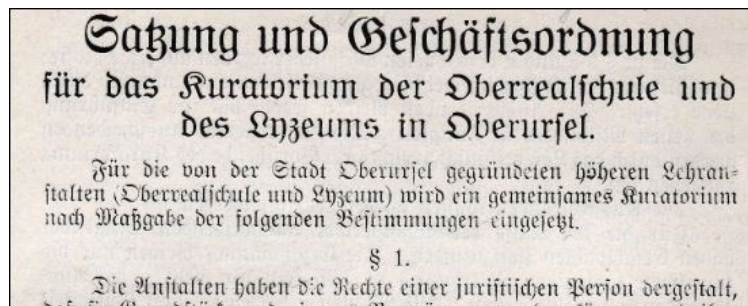 Satzung und Geschäftsordnung
für das Kuratorium der Oberrealschule und
des Lyzeums in Oberursel.
Für die von der Stadt Oberursel gegründeten höheren Lehran-
stalten (Oberrealschule und Lyzeum) wird ein gemeinsames Kuratorium
nach Maßgabe der folgenden Bestimmungen eingesetzt.
§ 1.
Die Anstalten haben die Rechte einer juristischen Person dergestalt,